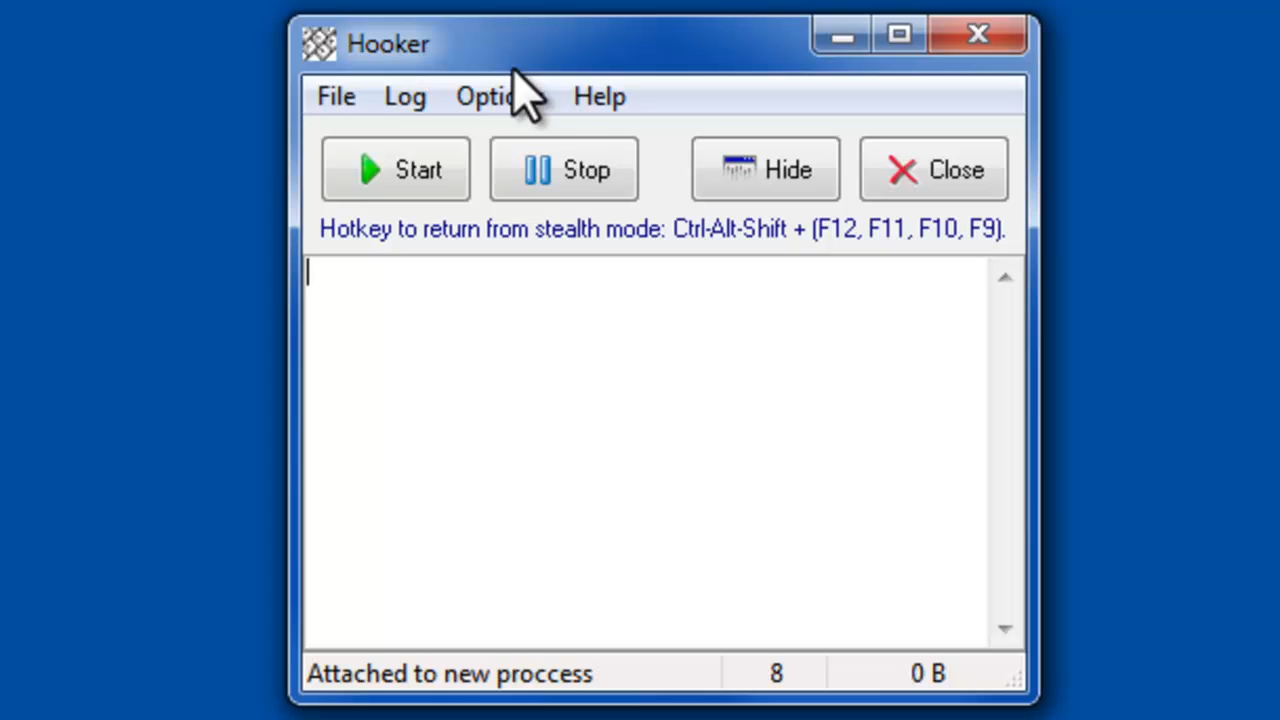 Hooker
File Log Optio Help
Start Stop Hide Close
Hotkey to return from stealth mode: Ctrl-Alt-Shift + (F12, F11, F10, F9).
Attached to new proccess 8 0 B